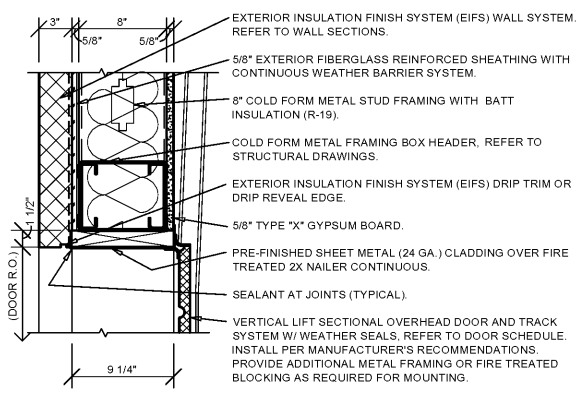 3"
8"
5/8"
5/8"
EXTERIOR INSULATION FINISH SYSTEM (EIFS) WALL SYSTEM.
REFER TO WALL SECTIONS.
5/8" EXTERIOR FIBERGLASS REINFORCED SHEATHING WITH
CONTINUOUS WEATHER BARRIER SYSTEM.
8" COLD FORM METAL STUD FRAMING WITH BATT
INSULATION (R-19).
COLD FORM METAL FRAMING BOX HEADER, REFER TO
STRUCTURAL DRAWINGS.
EXTERIOR INSULATION FINISH SYSTEM (EIFS) DRIP TRIM OR
DRIP REVEAL EDGE.
5/8" TYPE "X" GYPSUM BOARD.
PRE-FINISHED SHEET METAL (24 GA.) CLADDING OVER FIRE
TREATED 2X NAILER CONTINUOUS.
SEALANT AT JOINTS (TYPICAL).
VERTICAL LIFT SECTIONAL OVERHEAD DOOR AND TRACK
SYSTEM W/ WEATHER SEALS, REFER TO DOOR SCHEDULE.
INSTALL PER MANUFACTURER'S RECOMMENDATIONS.
PROVIDE ADDITIONAL METAL FRAMING OR FIRE TREATED
BLOCKING AS REQUIRED FOR MOUNTING.
1 1/2"
(DOOR R.O.)
9 1/4"